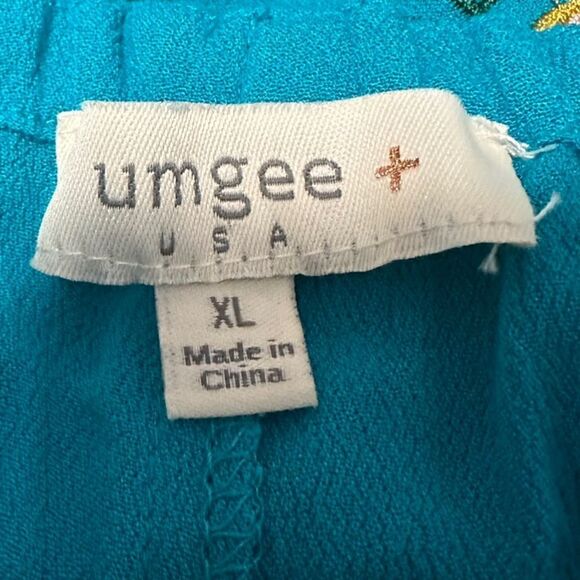 umgee +
USA
XL
Made in
China